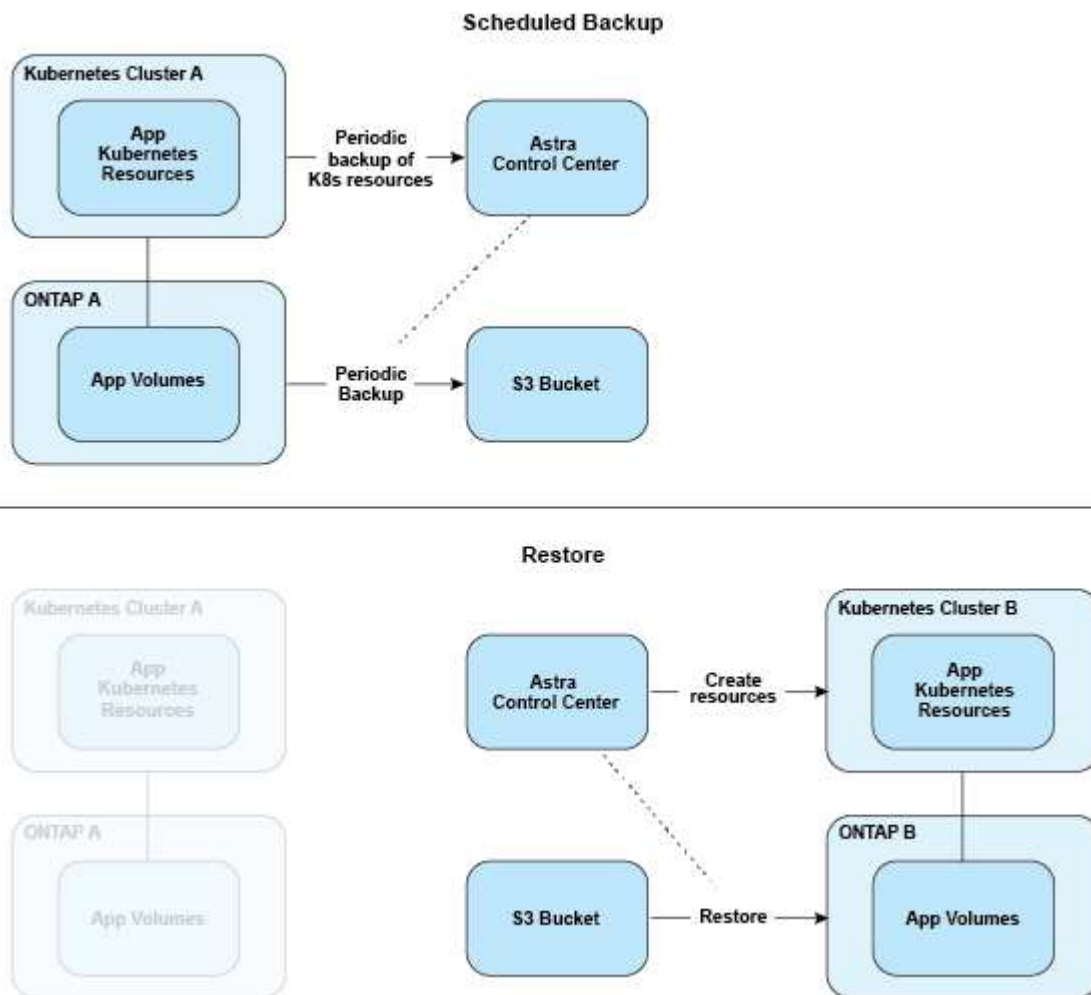 Scheduled Backup
Kubernetes Cluster A
App
Kubernetes
Resources
Periodic
backup of
K8s resources
Astra
Control Center
ONTAP A
App Volumes
Periodic
Backup
S3 Bucket
Restore
Kubernetes Cluster A
App
Kubernetes
Resources
Astra
Control Center
Create
resources
Kubernetes Cluster B
App
Kubernetes
Resources
ONTAP A
App Volumes
S3 Bucket
Restore
ONTAP B
App Volumes